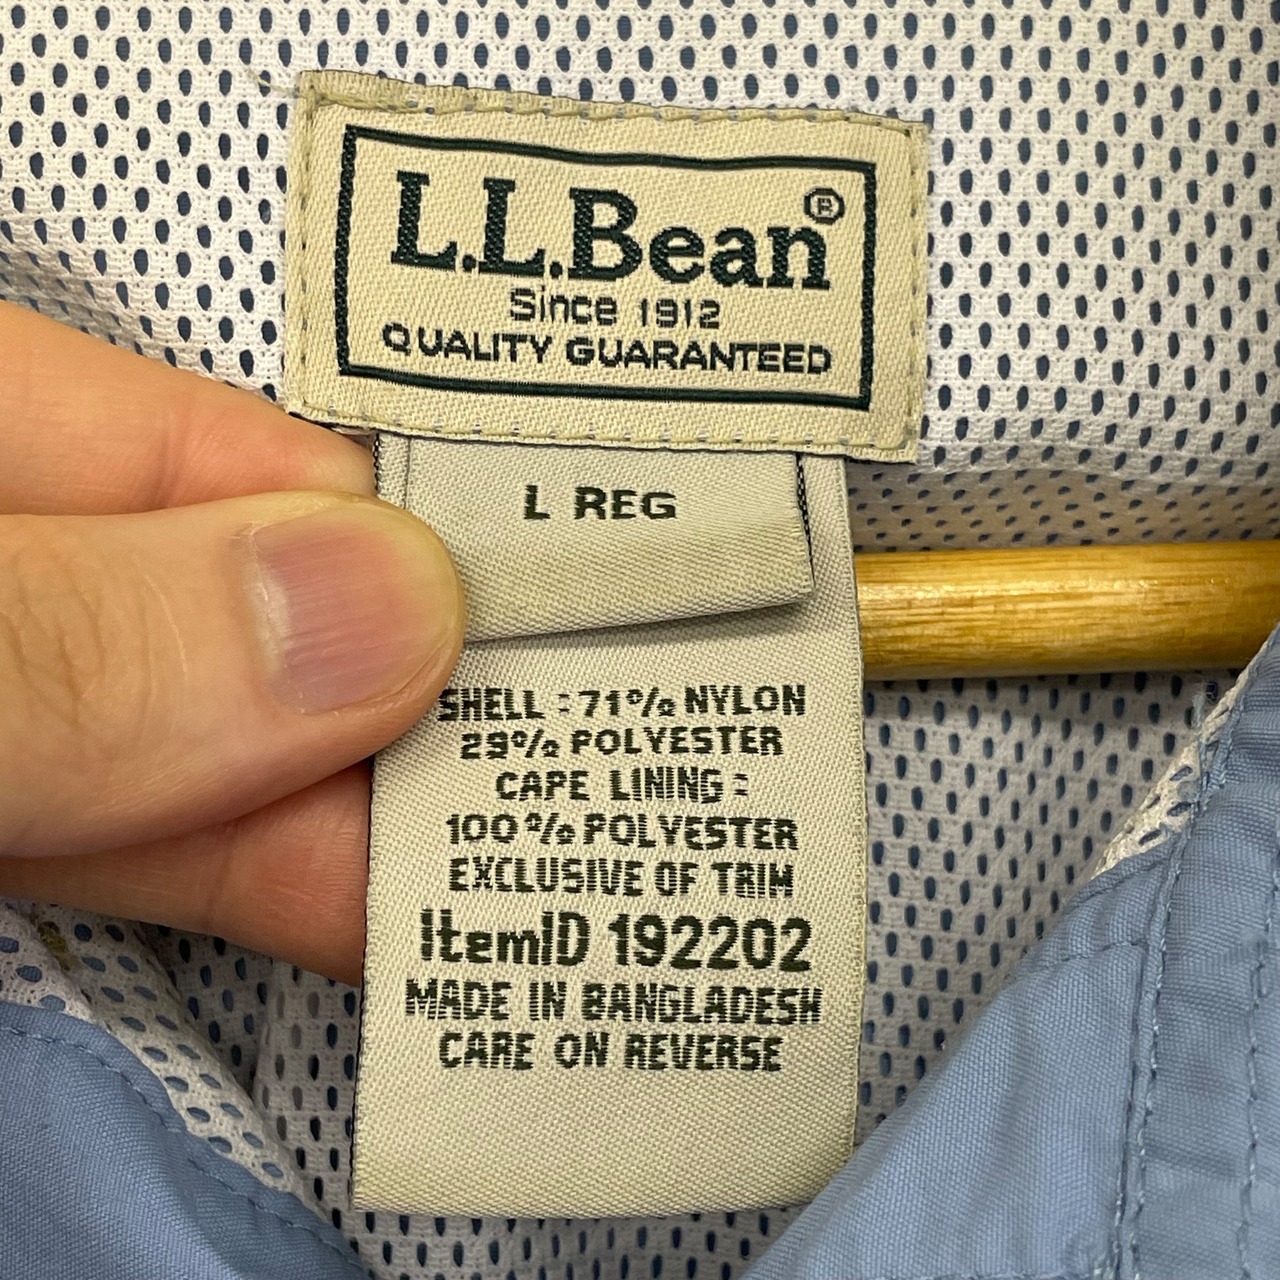 L.L.Bean®
Since 1912
QUALITY GUARANTEED
L REG
SHELL : 71% NYLON
29% POLYESTER
CAPE LINING :
100% POLYESTER
EXCLUSIVE OF TRIM
ItemID 192202
MADE IN BANGLADESH
CARE ON REVERSE